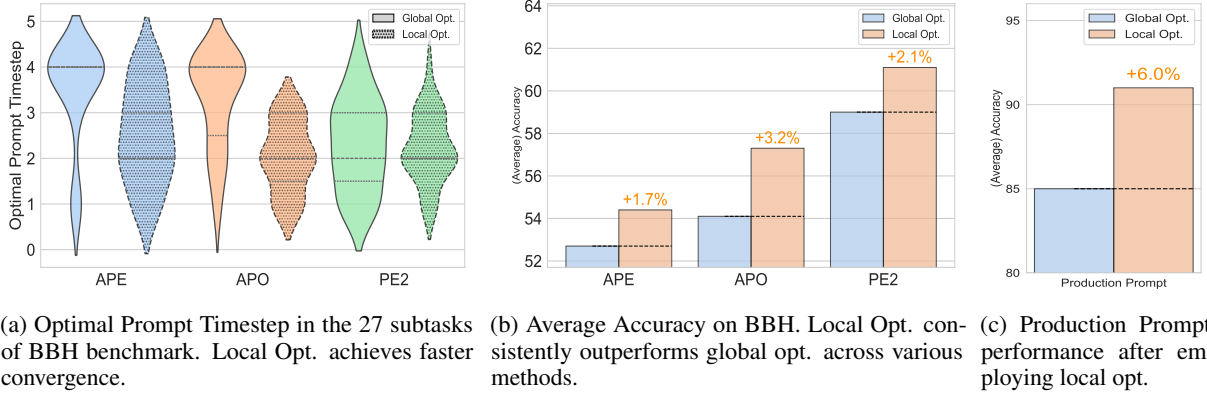 5
4
3
2
1
0
Optimal Prompt Timestep
Global Opt.
Local Opt.
APE
APO
PE2
64
62
60
58
56
54
52
(Average) Accuracy
Global Opt.
Local Opt.
+1.7%
+3.2%
+2.1%
APE
APO
PE2
95
90
85
80
(Average) Accuracy
Global Opt.
Local Opt.
+6.0%
Production Prompt
(a) Optimal Prompt Timestep in the 27 subtasks
of BBH benchmark. Local Opt. achieves faster
convergence.
(b) Average Accuracy on BBH. Local Opt. con-
sistently outperforms global opt. across various
methods.
(c) Production Prompt
performance after em
ploying local opt.